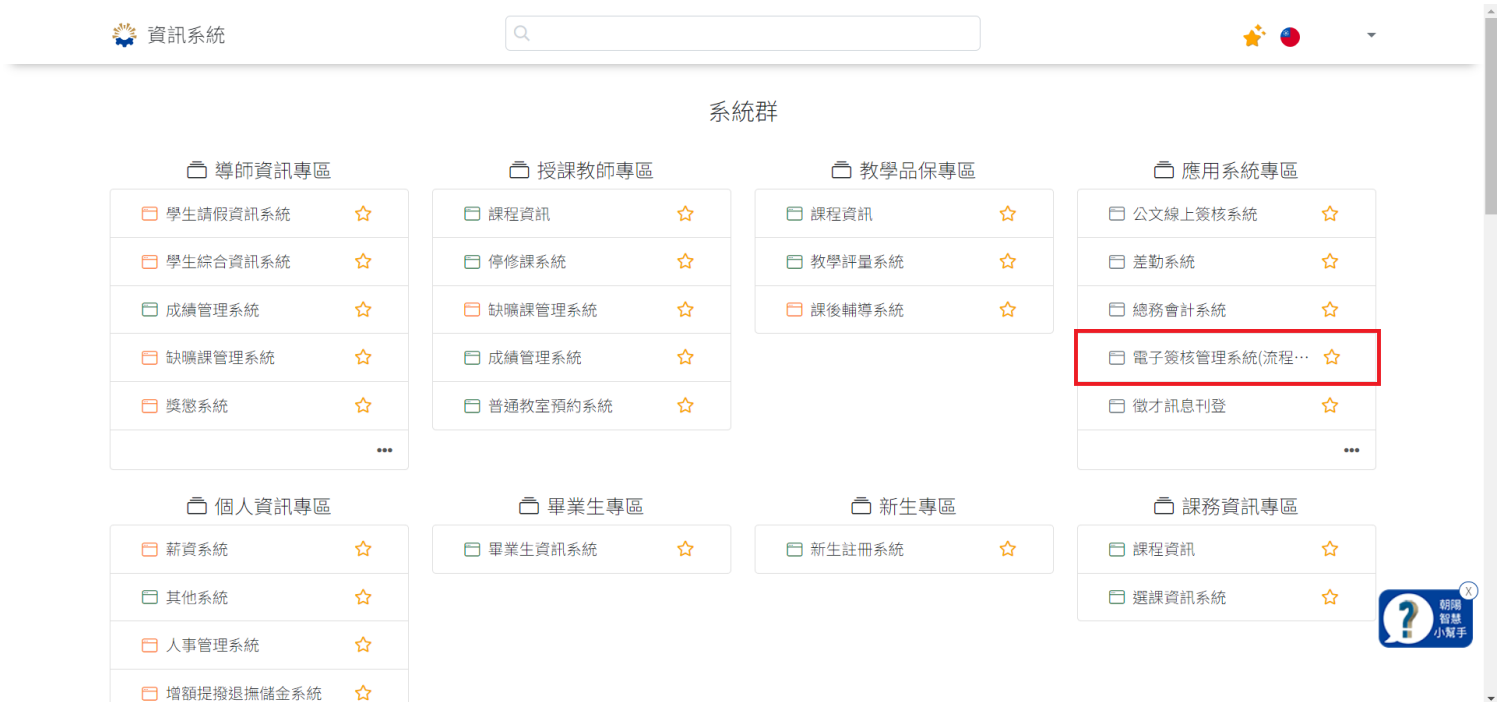 資訊系統
系統群
導師資訊專區
學生請假資訊系統
學生綜合資訊系統
成績管理系統
缺曠課管理系統
獎懲系統
•••
授課教師專區
課程資訊
停修課系統
缺曠課管理系統
成績管理系統
普通教室預約系統
教學品保專區
課程資訊
教學評量系統
課後輔導系統
應用系統專區
公文線上簽核系統
差勤系統
總務會計系統
電子簽核管理系統(流程⋯
徵才訊息刊登
•••
個人資訊專區
薪資系統
其他系統
人事管理系統
增額提撥退撫儲金系統
畢業生專區
畢業生資訊系統
新生專區
新生註冊系統
課務資訊專區
課程資訊
選課資訊系統
X
?
朝陽
智慧
小幫手